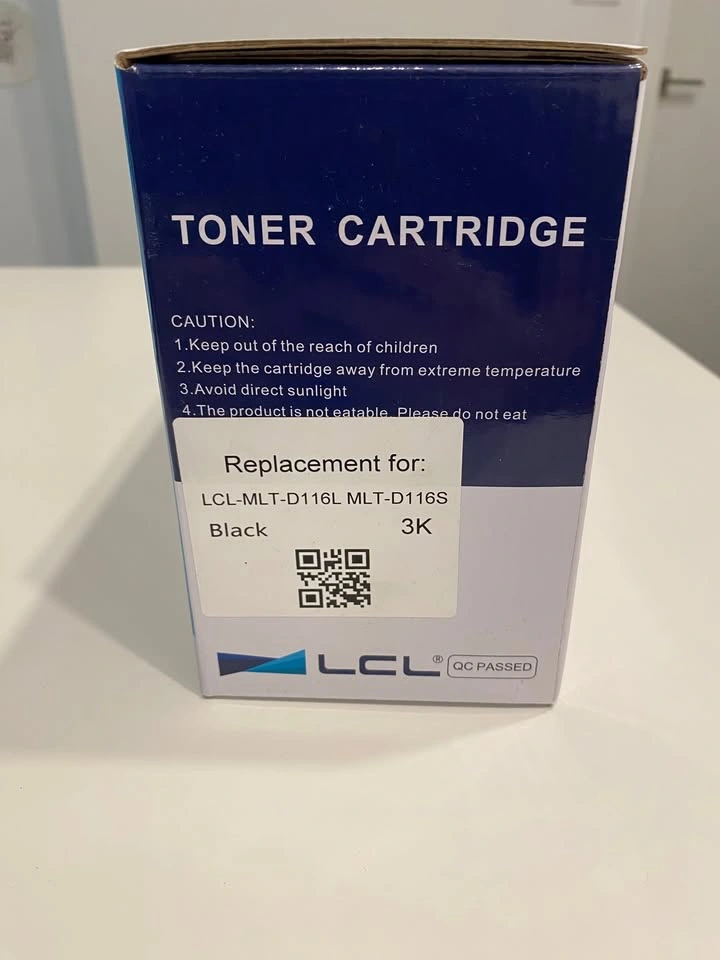 TONER CARTRIDGE
CAUTION:
1.Keep out of the reach of children
2.Keep the cartridge away from extreme temperature
3.Avoid direct sunlight
4.The product is not eatable. Please do not eat
Replacement for:
LCL-MLT-D116L MLT-D116S
Black 3K
LCL® QC PASSED